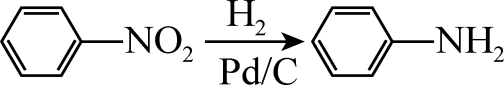 NO₂
H₂
Pd/C
NH₂